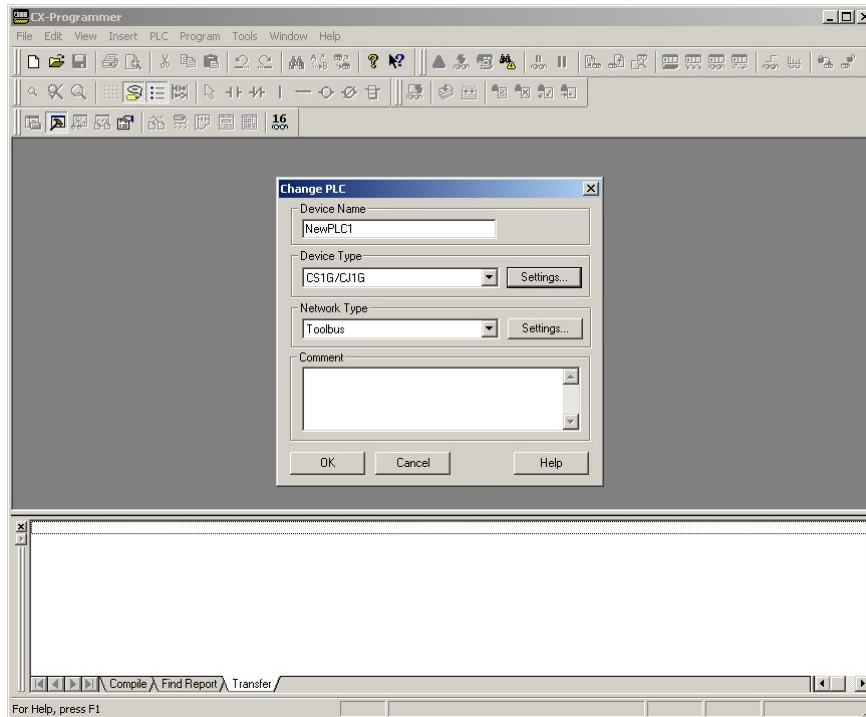 CX-Programmer
File Edit View Insert PLC Program Tools Window Help
16
Change PLC
Device Name
NewPLC1
Device Type
CS1G/CJ1G
Settings...
Network Type
Toolbus
Settings...
Comment
OK Cancel Help
Compile Find Report Transfer
For Help, press F1